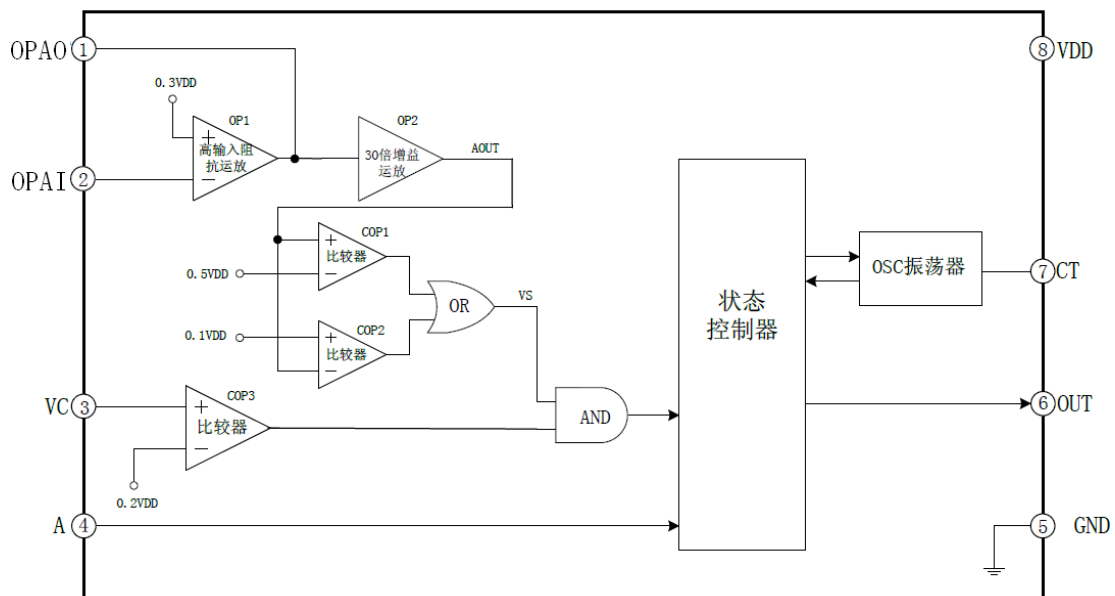 OPAO ①
⑧ VDD
0.3VDD
OP1
OP2
+
高输入阻
抗运放
−
30倍增益
运放
AOUT
OPAI ②
COP1
+
比较器
−
0.5VDD
OR
VS
0.1VDD
COP2
+
比较器
−
状态
控制器
OSC振荡器
⑦ CT
VC ③
COP3
+
比较器
−
0.2VDD
AND
⑥ OUT
A ④
⑤ GND